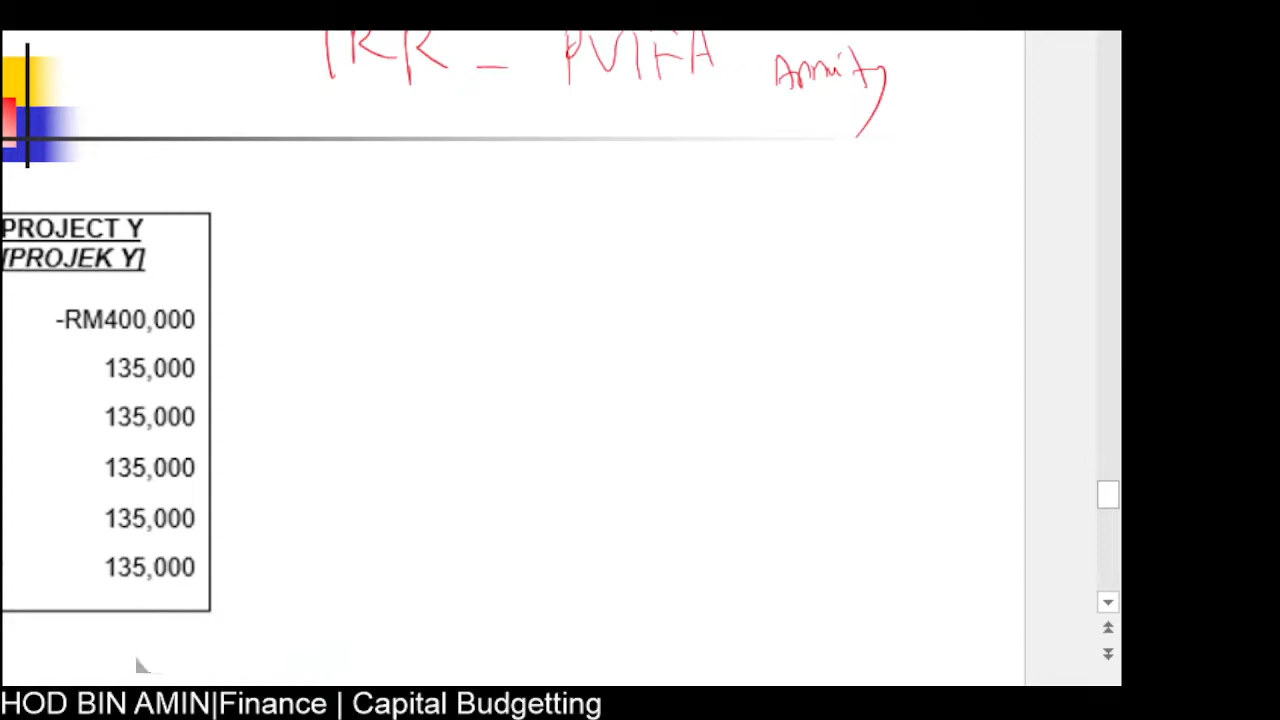 IRR - PVIFA Annuity
PROJECT Y
[PROJEK Y]
-RM400,000
135,000
135,000
135,000
135,000
135,000
HOD BIN AMIN|Finance | Capital Budgetting